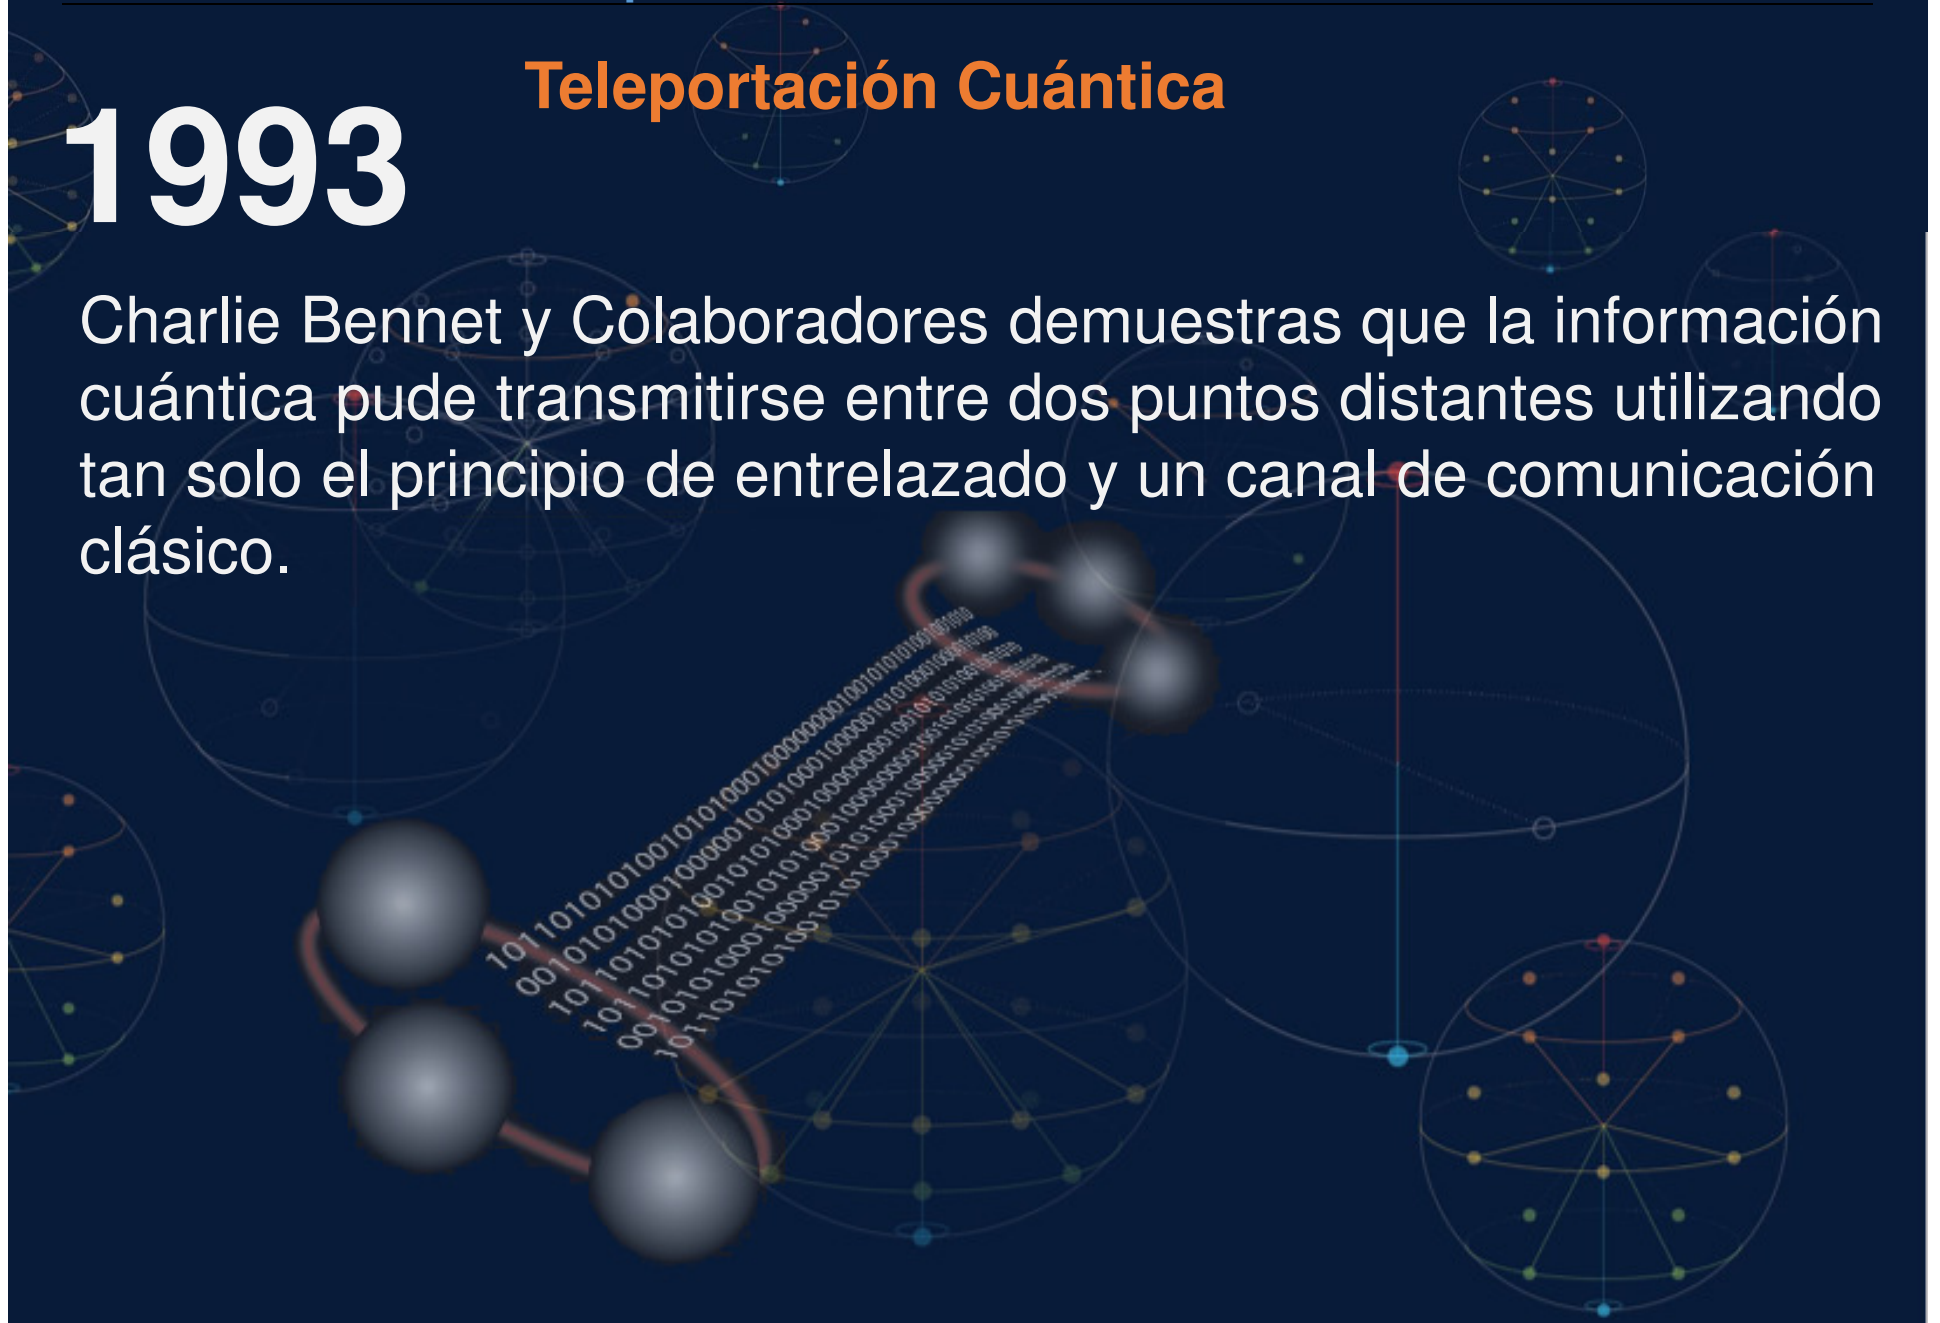 Teleportación Cuántica
1993
Charlie Bennet y Colaboradores demuestras que la información
cuántica pude transmitirse entre dos puntos distantes utilizando
tan solo el principio de entrelazado y un canal de comunicación
clásico.